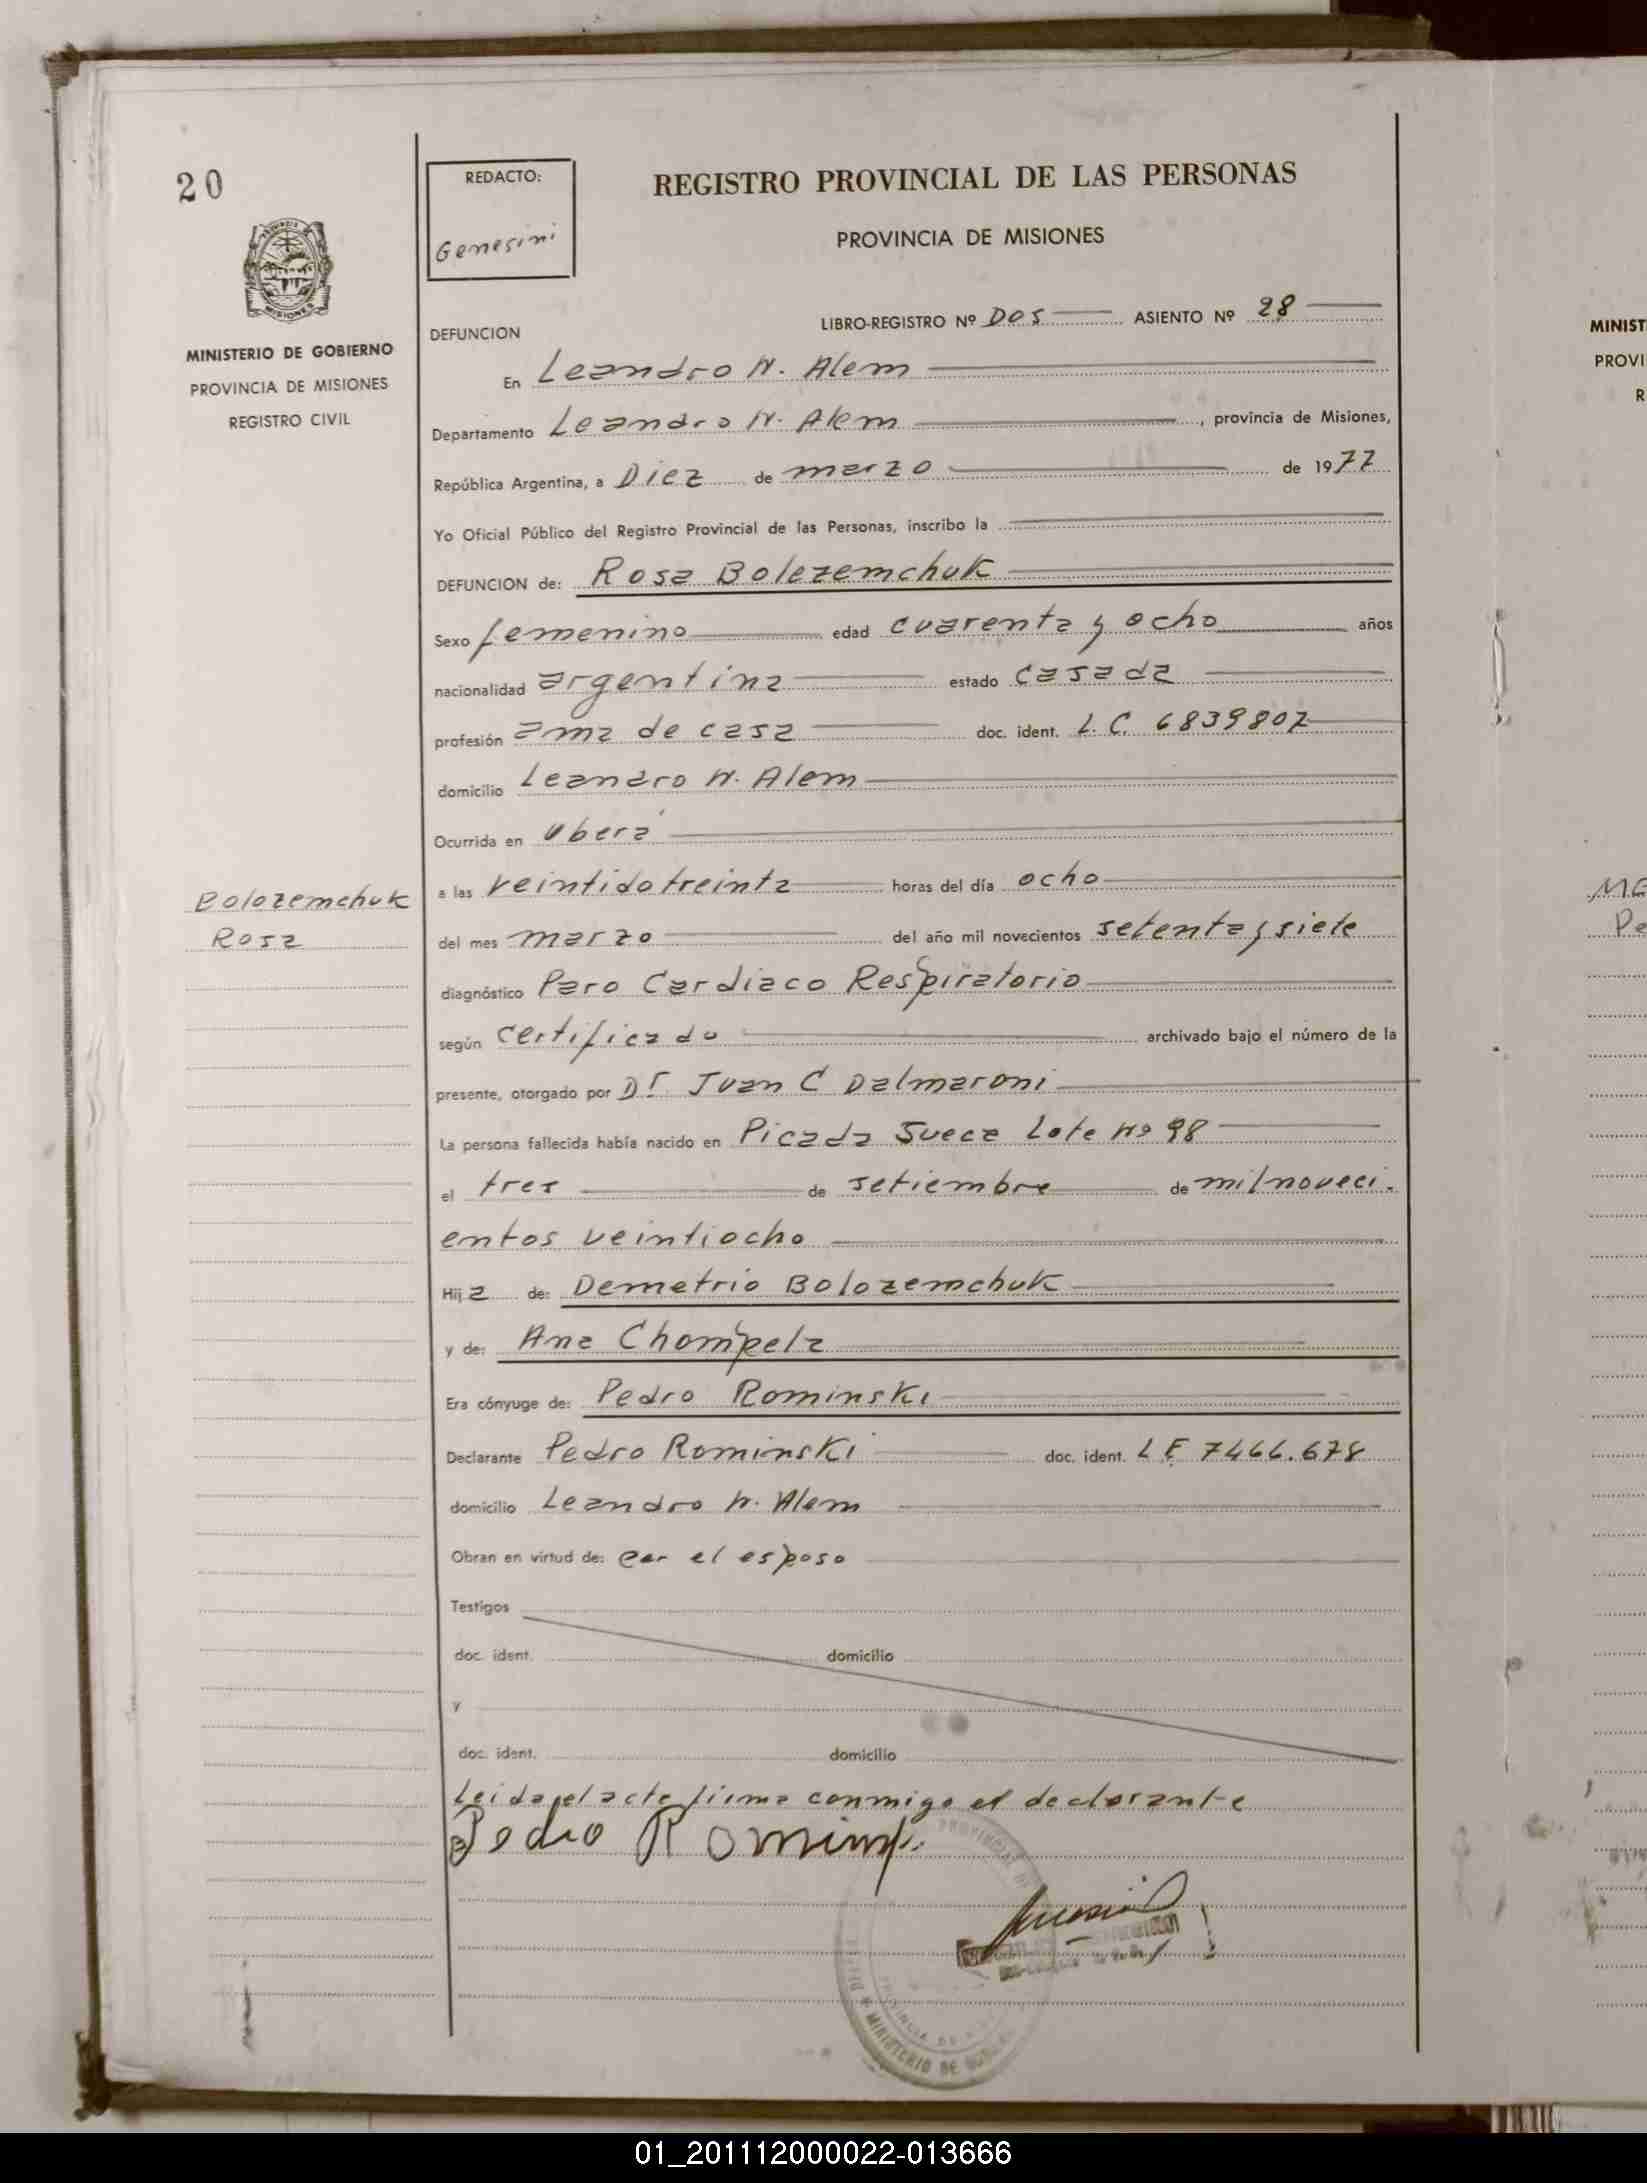 20
REDACTO:
Genesini
REGISTRO PROVINCIAL DE LAS PERSONAS
PROVINCIA DE MISIONES
MISIONES
MINISTERIO DE GOBIERNO
PROVINCIA DE MISIONES
REGISTRO CIVIL
DEFUNCION LIBRO-REGISTRO Nº DOS ASIENTO Nº 28
En Leandro N. Alem
Departamento Leandro N. Alem, provincia de Misiones,
República Argentina, a Diez de marzo de 1977
Yo Oficial Público del Registro Provincial de las Personas, inscribo la
DEFUNCION de: Rosa Bolezemchuk
Sexo femenino edad cuarenta y ocho años
nacionalidad argentina estado casada
profesión ama de casa doc. ident. L.C. 6839807
domicilio Leandro N. Alem
Ocurrida en Oberá
a las veintidotreinta horas del día ocho
del mes marzo del año mil novecientos setenta y siete
diagnóstico Paro Cardiaco Respiratorio
según certificado archivado bajo el número de la
presente, otorgado por Dr. Juan C Dalmaroni
La persona fallecida había nacido en Picada Sueca Lote Nº 98
el tres de setiembre de milnoveci.
entos veintiocho
Hija de: Demetrio Bolozemchuk
y de: Ana Chompela
Era cónyuge de: Pedro Rominski
Declarante Pedro Rominski doc. ident. L E 7466.678
domicilio Leandro N. Alem
Obran en virtud de: cer el esposo
Testigos
doc. ident. domicilio
y
doc. ident. domicilio
Leida el acta firma conmigo el declarante
Pedro
Bolozemchuk
Rosa
MINISTERIO DE
MINIST
PROVI
R
ME
Pe
01_201112000022-013666